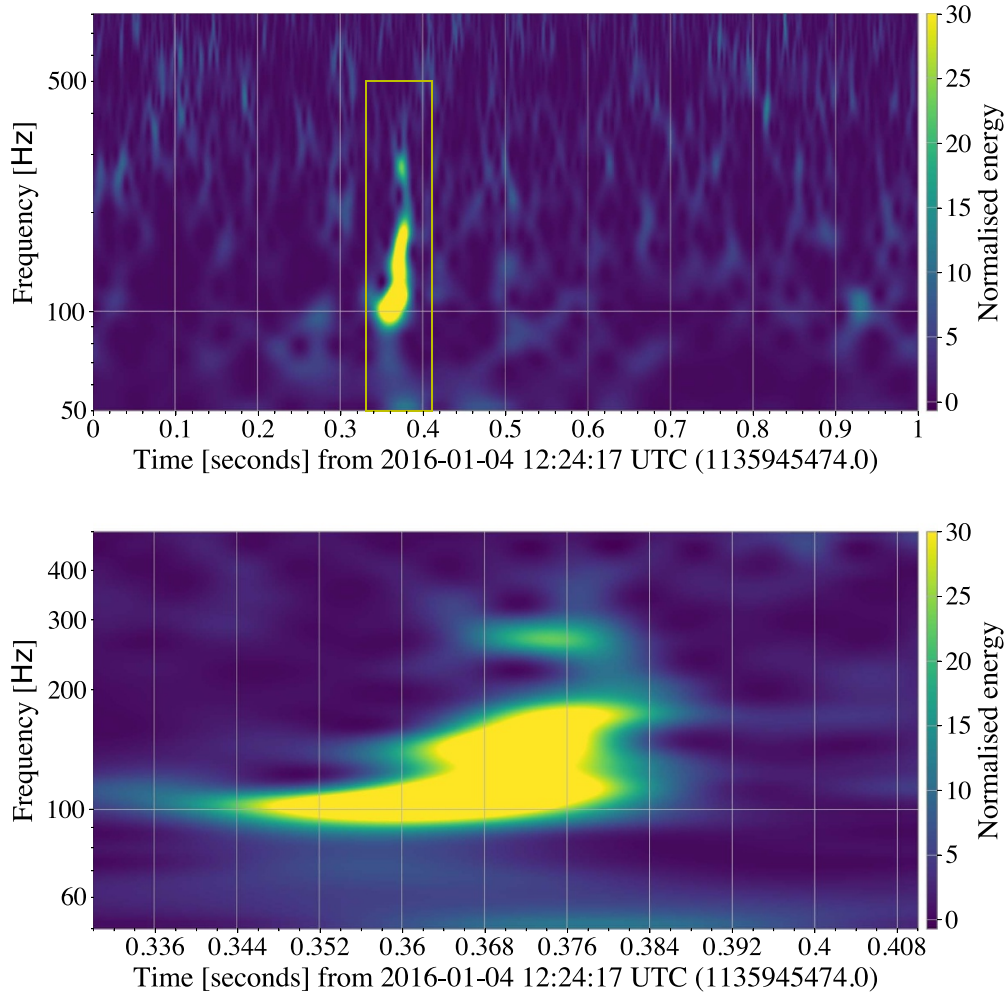 500
100
50
Frequency [Hz]
0 0.1 0.2 0.3 0.4 0.5 0.6 0.7 0.8 0.9 1
Time [seconds] from 2016-01-04 12:24:17 UTC (1135945474.0)
30
25
20
15
10
5
0
Normalised energy
400
300
200
100
60
Frequency [Hz]
0.336 0.344 0.352 0.36 0.368 0.376 0.384 0.392 0.4 0.408
Time [seconds] from 2016-01-04 12:24:17 UTC (1135945474.0)
30
25
20
15
10
5
0
Normalised energy